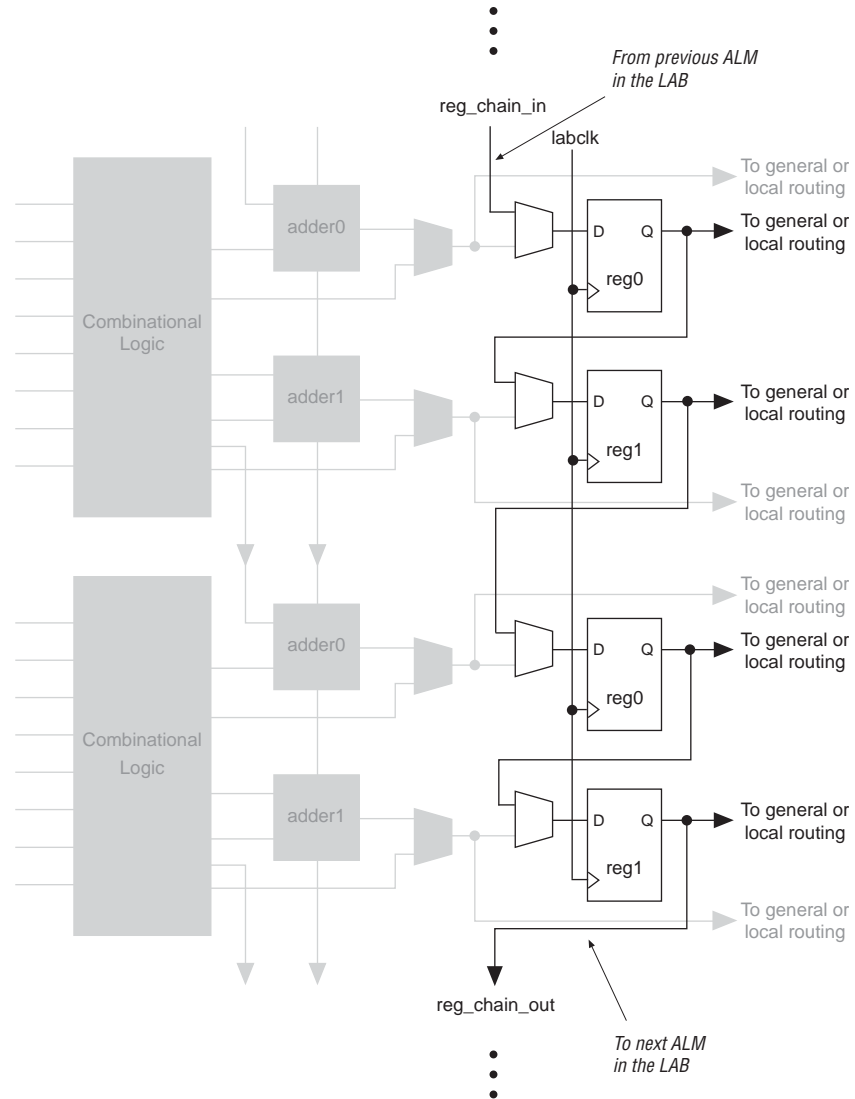 From previous ALM
in the LAB
reg_chain_in
labclk
To general or
local routing
adder0
D
Q
To general or
local routing
reg0
Combinational
Logic
adder1
D
Q
To general or
local routing
reg1
To general or
local routing
To general or
local routing
adder0
D
Q
To general or
local routing
reg0
Combinational
Logic
adder1
D
Q
To general or
local routing
reg1
To general or
local routing
reg_chain_out
To next ALM
in the LAB